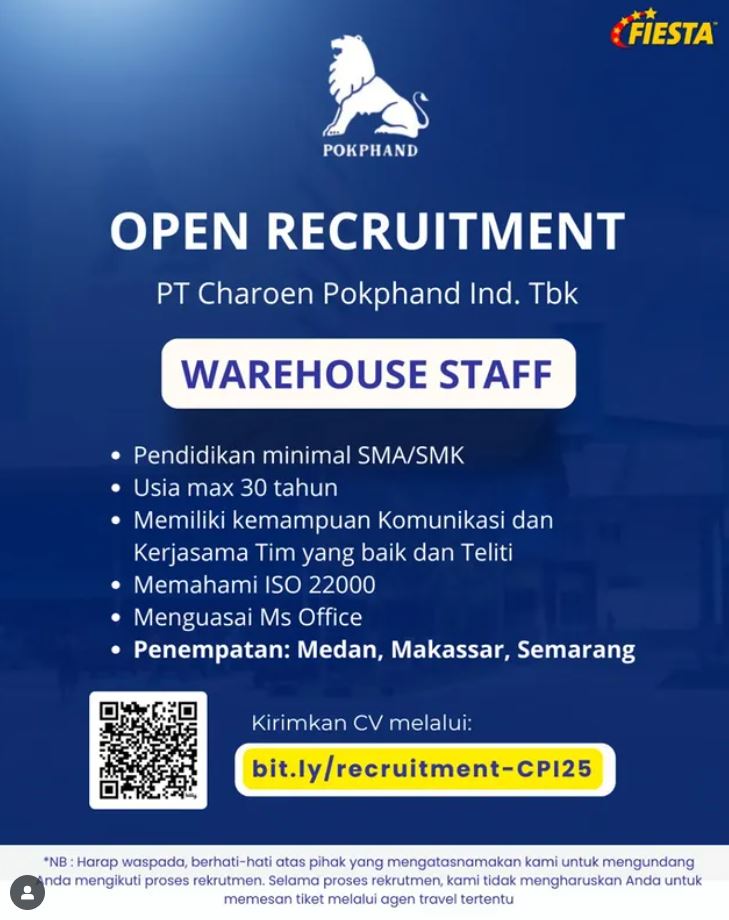 FIESTA
POKPHAND
OPEN RECRUITMENT
PT Charoen Pokphand Ind. Tbk
WAREHOUSE STAFF
• Pendidikan minimal SMA/SMK
• Usia max 30 tahun
• Memiliki kemampuan Komunikasi dan
Kerjasama Tim yang baik dan Teliti
• Memahami ISO 22000
• Menguasai Ms Office
• Penempatan: Medan, Makassar, Semarang
Kirimkan CV melalui:
bit.ly/recruitment-CPI25
*NB : Harap waspada, berhati-hati atas pihak yang mengatasnamakan kami untuk mengundang
Anda mengikuti proses rekrutmen. Selama proses rekrutmen, kami tidak mengharuskan Anda untuk
memesan tiket melalui agen travel tertentu